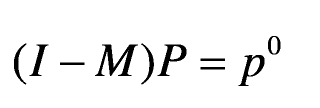 (I – M)P = p⁰